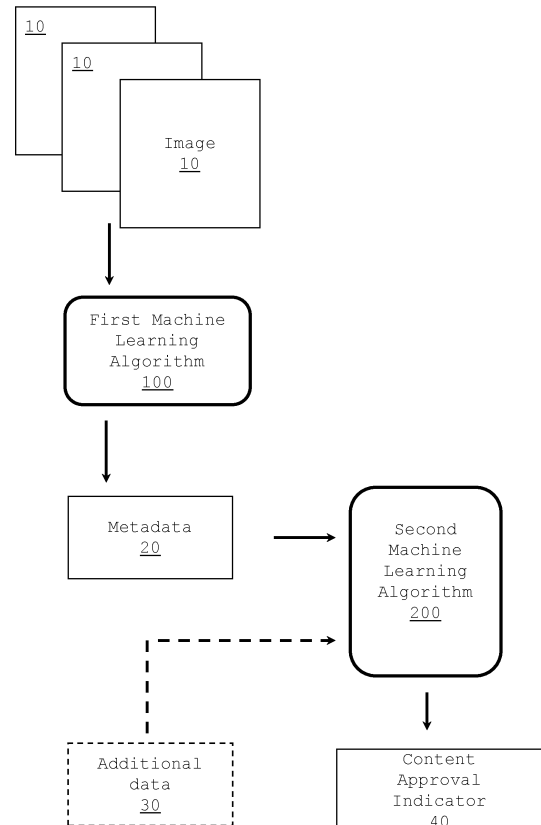 10
10
Image
10
First Machine
Learning
Algorithm
100
Metadata
20
Second
Machine
Learning
Algorithm
200
Additional
data
30
Content
Approval
Indicator
40